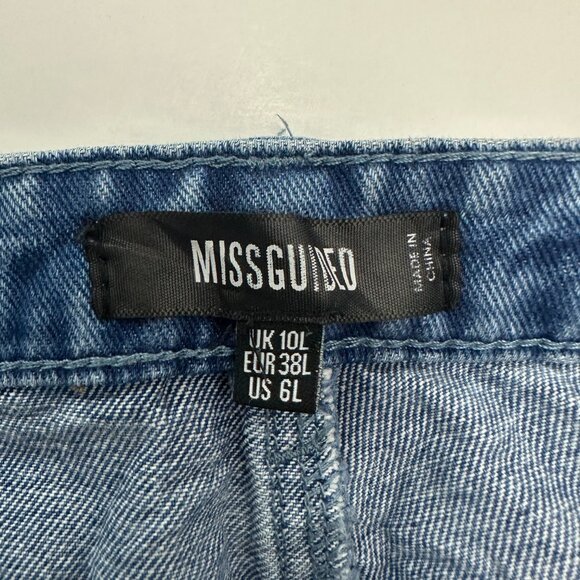 MISSGUIDED
MADE IN
CHINA
UK 10L
EUR 38L
US 6L